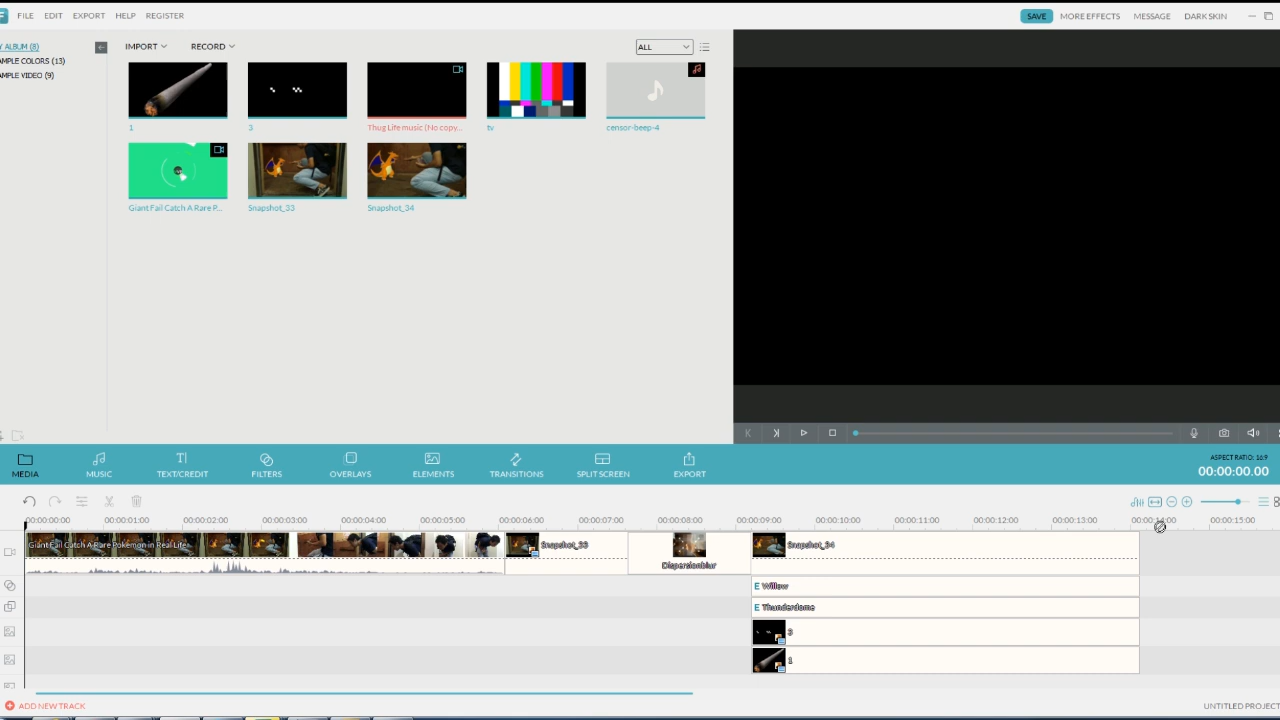 FILE EDIT EXPORT HELP REGISTER SAVE MORE EFFECTS MESSAGE DARK SKIN
Y ALBUM (8) IMPORT RECORD ALL
AMPLE COLORS (13)
AMPLE VIDEO (9)
1 3 Thug Life music (No copy... tv censor-beep-4
Giant Fail Catch A Rare P... Snapshot_33 Snapshot_34
MEDIA MUSIC TEXT/CREDIT FILTERS OVERLAYS ELEMENTS TRANSITIONS SPLIT SCREEN EXPORT
ASPECT RATIO: 16:9
00:00:00.00
00:00:00:00 00:00:01:00 00:00:02:00 00:00:03:00 00:00:04:00 00:00:05:00 00:00:06:00 00:00:07:00 00:00:08:00 00:00:09:00 00:00:10:00 00:00:11:00 00:00:12:00 00:00:13:00 00:00:15:00
Giant Fail Catch A Rare Pokemon in Real Life Snapshot_33 Snapshot_34
Dispersionblur
E Willow
E Thunderdome
3
1
ADD NEW TRACK UNTITLED PROJECT